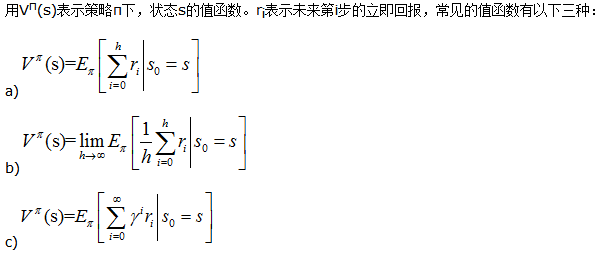 用Vπ(s)表示策略π下，状态s的值函数。ri表示未来第i步的立即回报，常见的值函数有以下三种：
a) V^π(s)=E_π[∑_{i=0}^{h} r_i | s_0 = s]
b) V^π(s)=lim_{h→∞} E_π[1/h ∑_{i=0}^{h} r_i | s_0 = s]
c) V^π(s)=E_π[∑_{i=0}^{∞} γ^i r_i | s_0 = s]